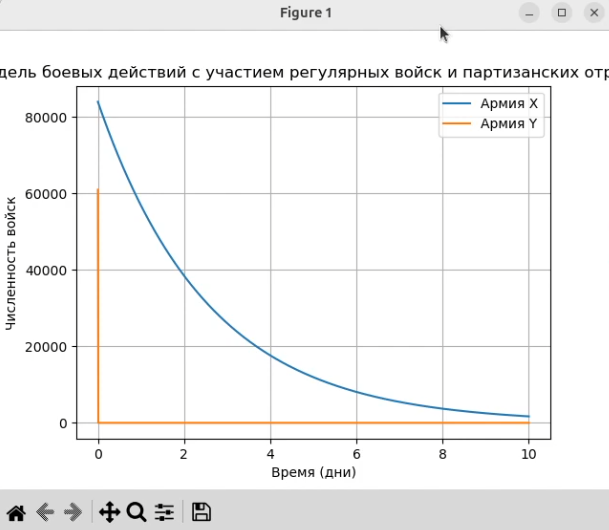 Figure 1
дель боевых действий с участием регулярных войск и партизанских отр
Армия X
Армия Y
80000
60000
40000
20000
0
Численность войск
0 2 4 6 8 10
Время (дни)